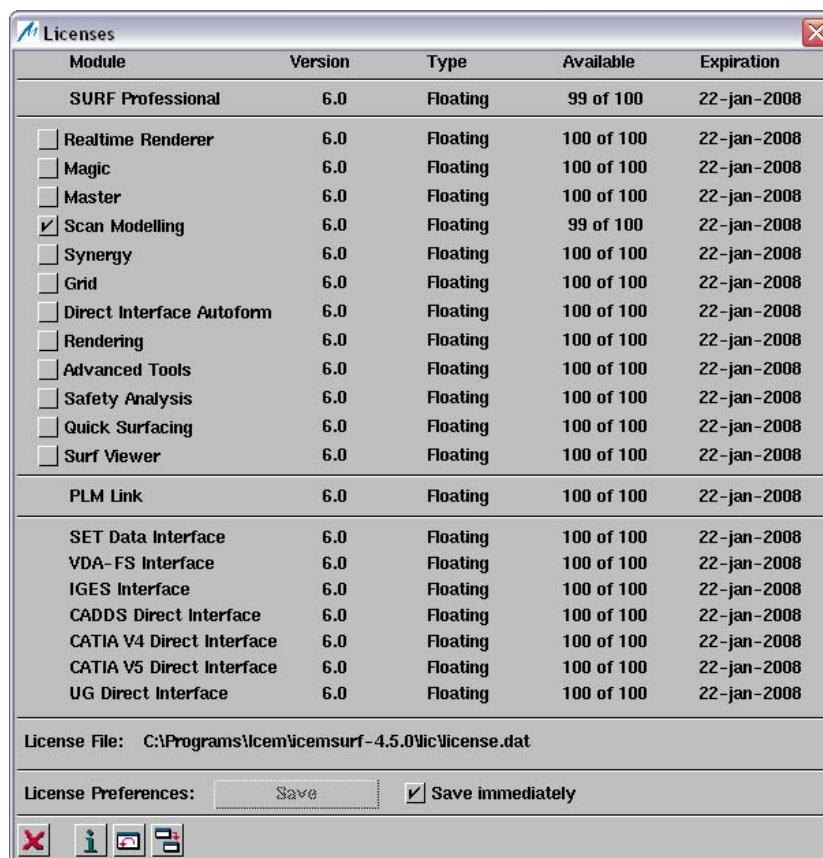 Licenses
Module Version Type Available Expiration
SURF Professional 6.0 Floating 99 of 100 22-jan-2008
Realtime Renderer 6.0 Floating 100 of 100 22-jan-2008
Magic 6.0 Floating 100 of 100 22-jan-2008
Master 6.0 Floating 100 of 100 22-jan-2008
Scan Modelling 6.0 Floating 99 of 100 22-jan-2008
Synergy 6.0 Floating 100 of 100 22-jan-2008
Grid 6.0 Floating 100 of 100 22-jan-2008
Direct Interface Autoform 6.0 Floating 100 of 100 22-jan-2008
Rendering 6.0 Floating 100 of 100 22-jan-2008
Advanced Tools 6.0 Floating 100 of 100 22-jan-2008
Safety Analysis 6.0 Floating 100 of 100 22-jan-2008
Quick Surfacing 6.0 Floating 100 of 100 22-jan-2008
Surf Viewer 6.0 Floating 100 of 100 22-jan-2008
PLM Link 6.0 Floating 100 of 100 22-jan-2008
SET Data Interface 6.0 Floating 100 of 100 22-jan-2008
VDA-FS Interface 6.0 Floating 100 of 100 22-jan-2008
IGES Interface 6.0 Floating 100 of 100 22-jan-2008
CADDS Direct Interface 6.0 Floating 100 of 100 22-jan-2008
CATIA V4 Direct Interface 6.0 Floating 100 of 100 22-jan-2008
CATIA V5 Direct Interface 6.0 Floating 100 of 100 22-jan-2008
UG Direct Interface 6.0 Floating 100 of 100 22-jan-2008
License File: C:\Programs\Icem\icemsurf-4.5.0\lic\license.dat
License Preferences: Save Save immediately